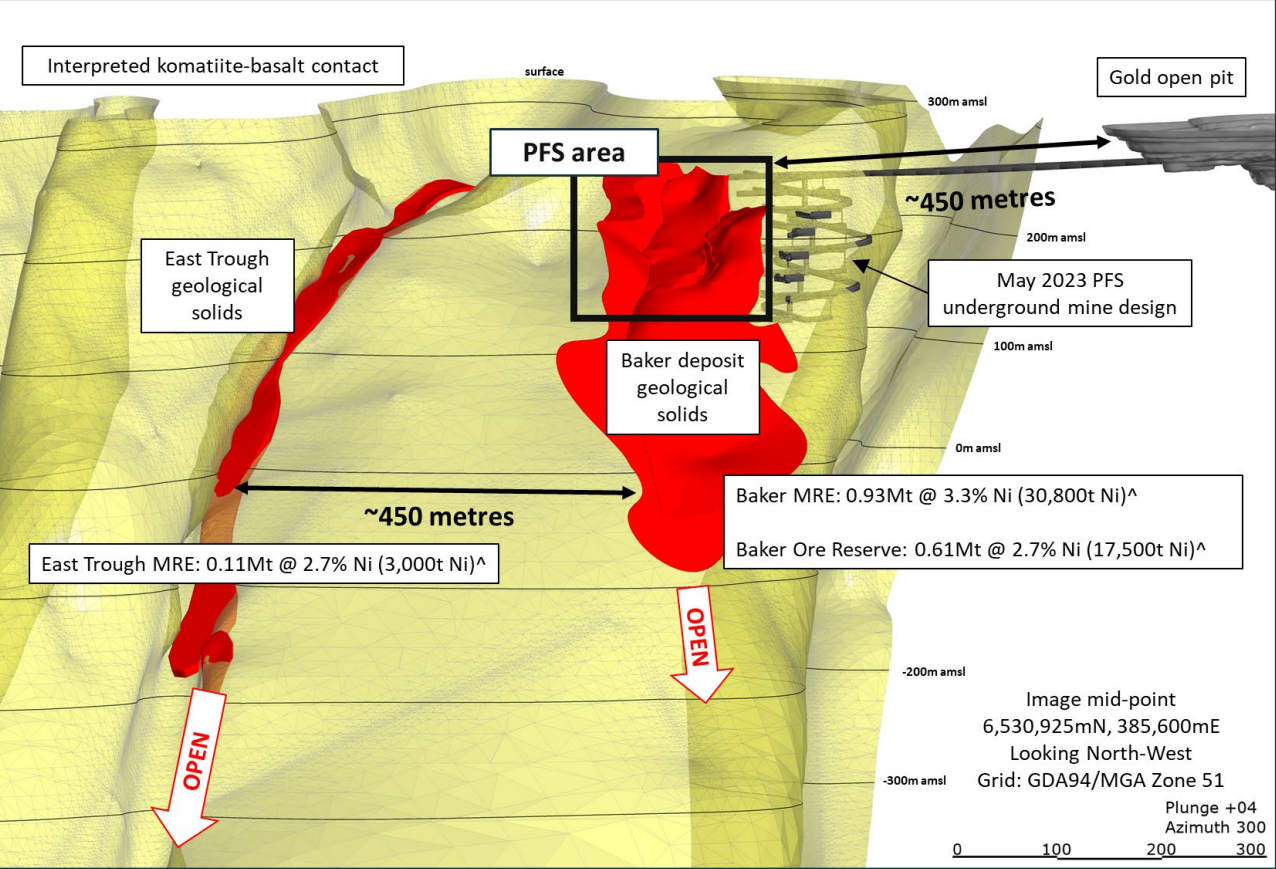 Interpreted komatiite-basalt contact
surface
Gold open pit
300m amsl
PFS area
~450 metres
200m amsl
East Trough
geological
solids
May 2023 PFS
underground mine design
100m amsl
Baker deposit
geological
solids
0m amsl
~450 metres
Baker MRE: 0.93Mt @ 3.3% Ni (30,800t Ni)^
Baker Ore Reserve: 0.61Mt @ 2.7% Ni (17,500t Ni)^
East Trough MRE: 0.11Mt @ 2.7% Ni (3,000t Ni)^
OPEN
-200m amsl
OPEN
Image mid-point
6,530,925mN, 385,600mE
Looking North-West
Grid: GDA94/MGA Zone 51
-300m amsl
Plunge +04
Azimuth 300
0 100 200 300